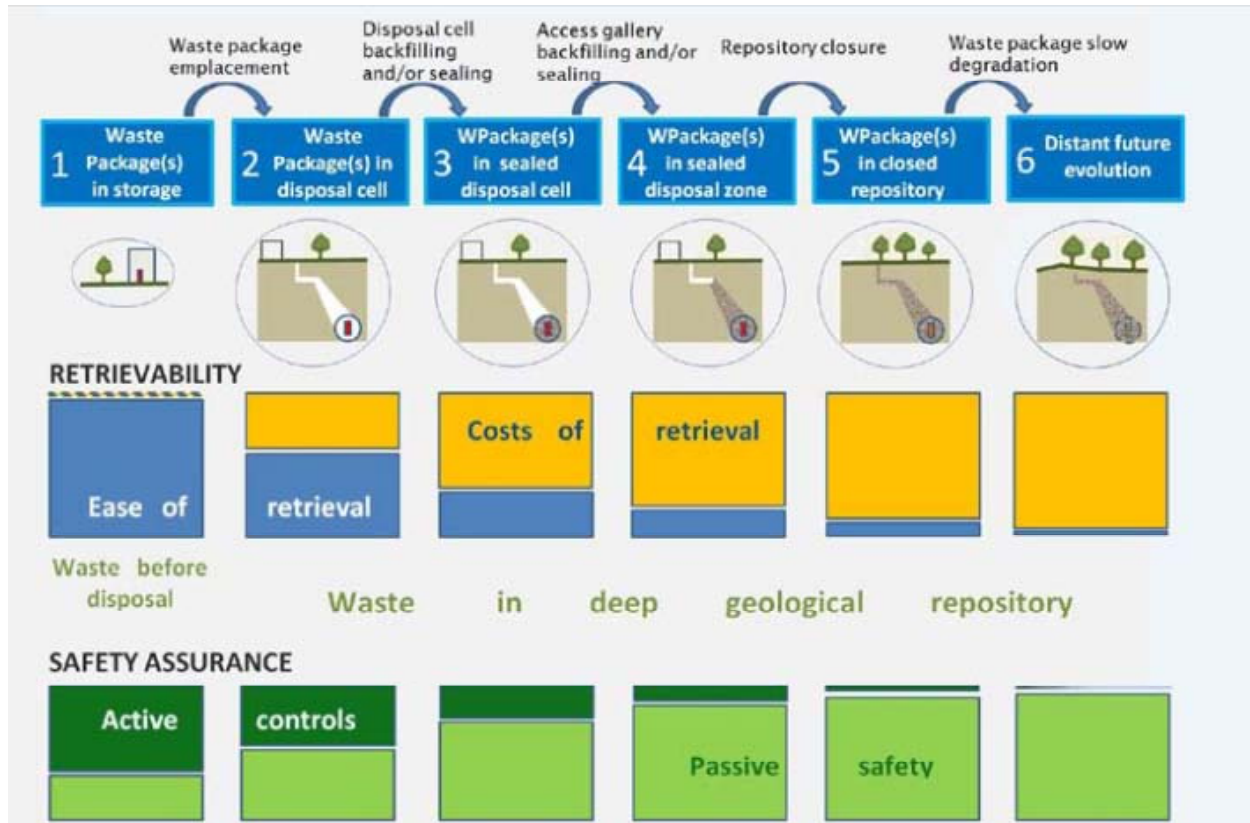 Waste package
emplacement
Disposal cell
backfilling
and/or sealing
Access gallery
backfilling and/or
sealing
Repository closure
Waste package slow
degradation
1 Waste
Package(s)
in storage
2 Waste
Package(s) in
disposal cell
3 WPackage(s)
in sealed
disposal cell
4 WPackage(s)
in sealed
disposal zone
5 WPackage(s)
in closed
repository
6 Distant future
evolution
RETRIEVABILITY
Costs of retrieval
Ease of retrieval
Waste before
disposal
Waste in deep geological repository
SAFETY ASSURANCE
Active controls
Passive safety